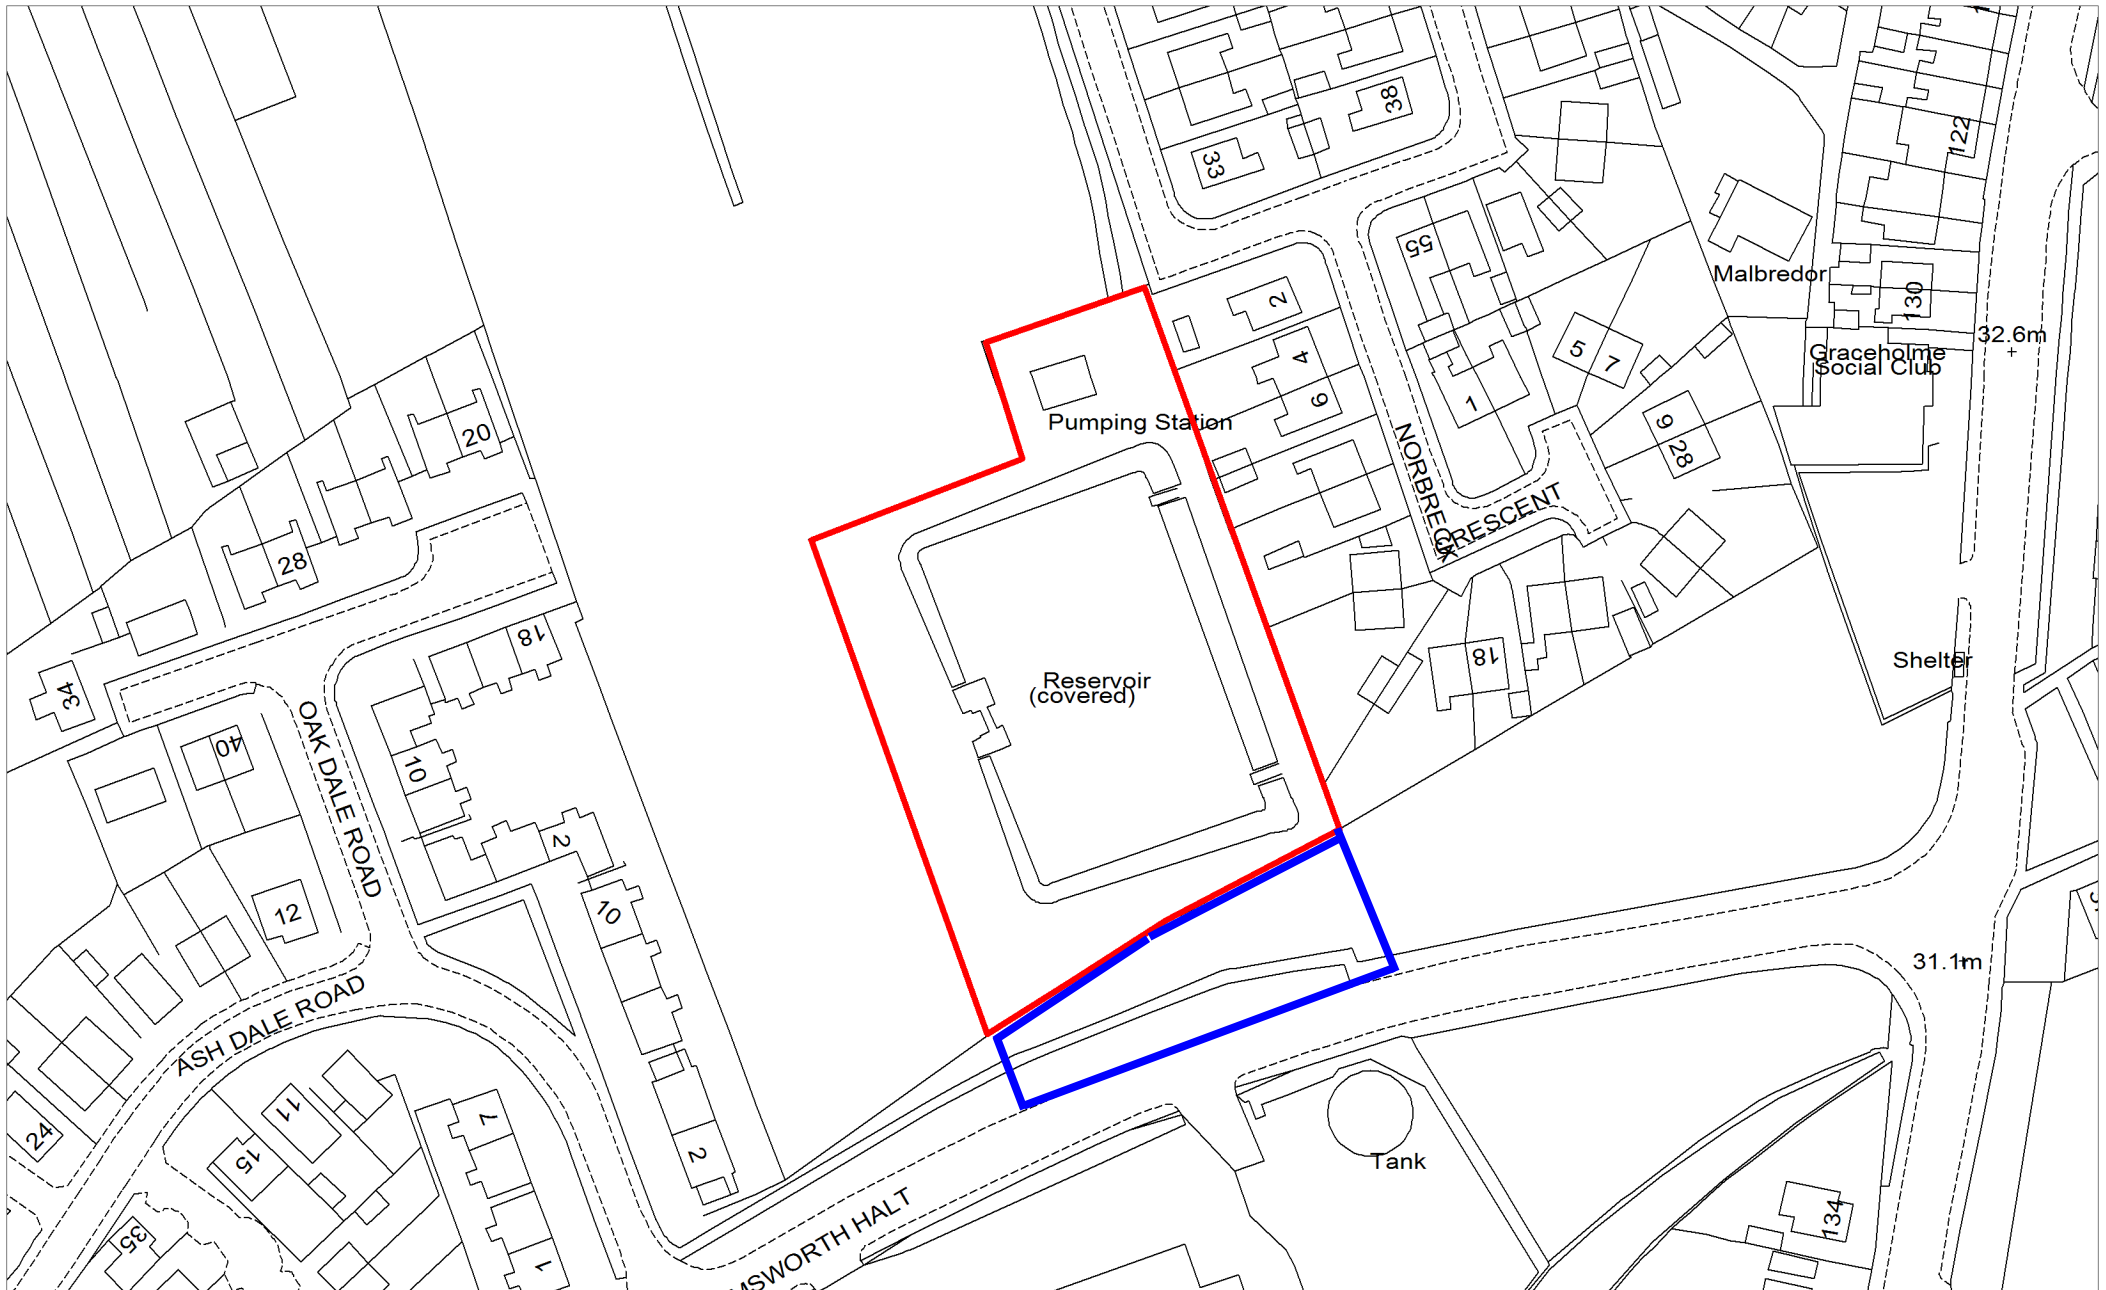 38
33
122
55
Malbredor
2
130
32.6m
5 7
Graceholme
Social Club
4
6
1
20
Pumping Station
9
28
NORBRECK
CRESCENT
28
18
18
Shelter
34
Reservoir
(covered)
40
OAK DALE ROAD
10
2
12
10
31.1m
ASH DALE ROAD
11
7
24
15
2
Tank
MSWORTH HALT
134
35
1